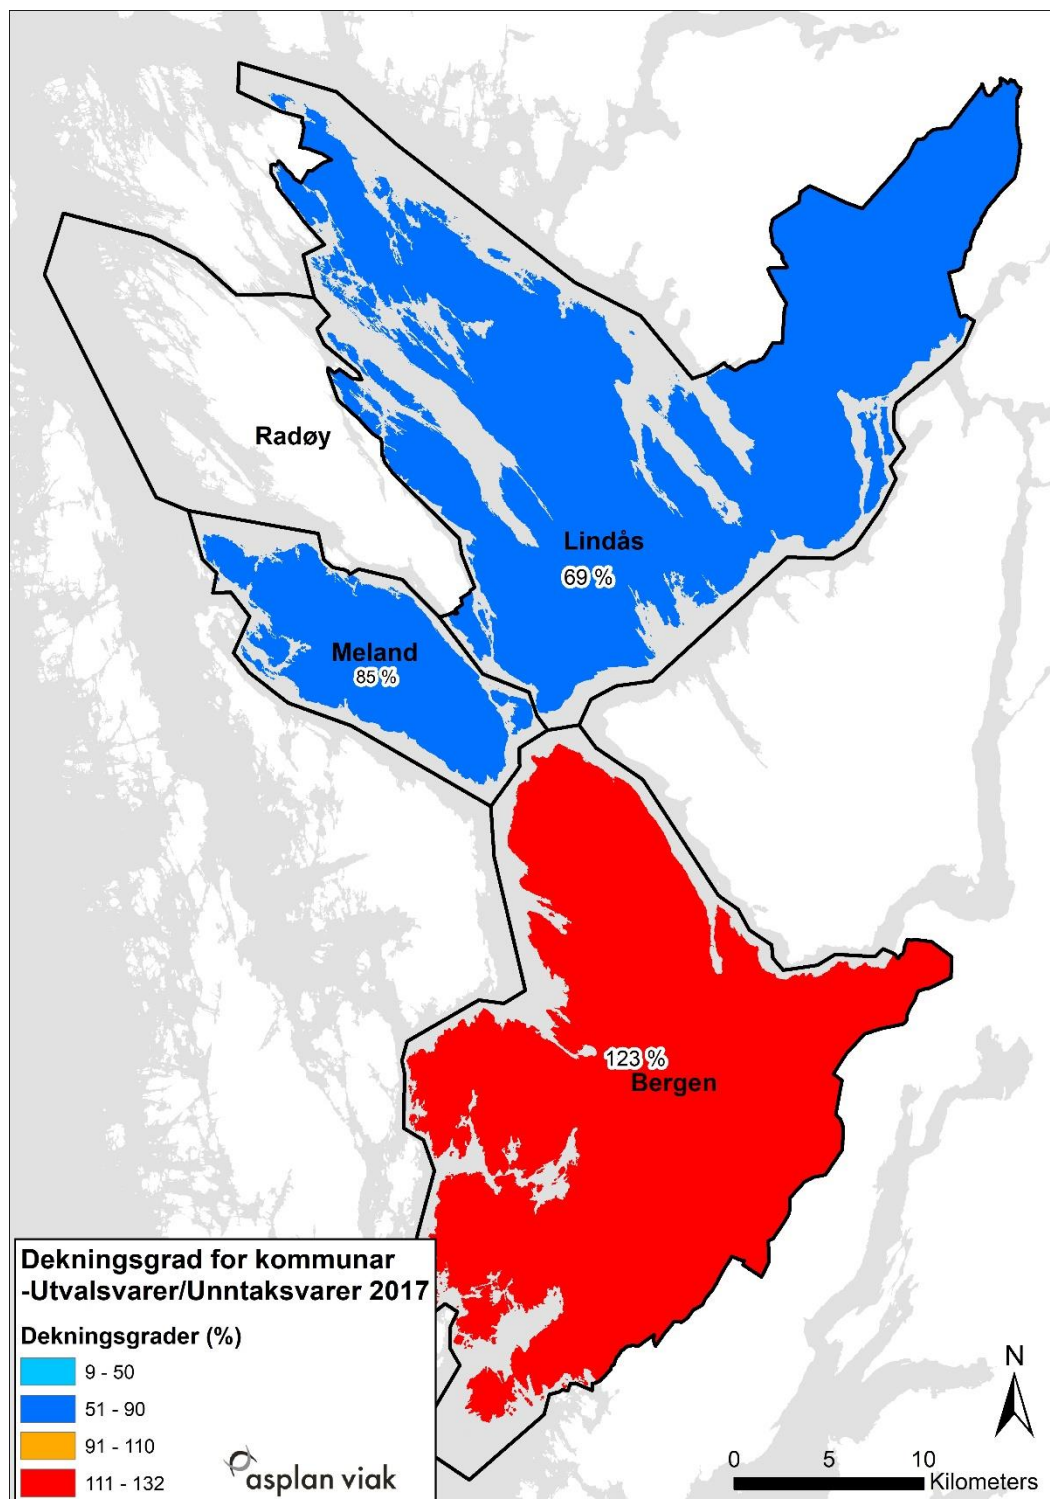 Radøy
Lindås
69 %
Meland
85 %
123 %
Bergen
Dekningsgrad for kommunar
-Utvalsvarer/Unntaksvarer 2017
Dekningsgrader (%)
9 - 50
51 - 90
91 - 110
111 - 132
asplan viak
N
0 5 10
Kilometers